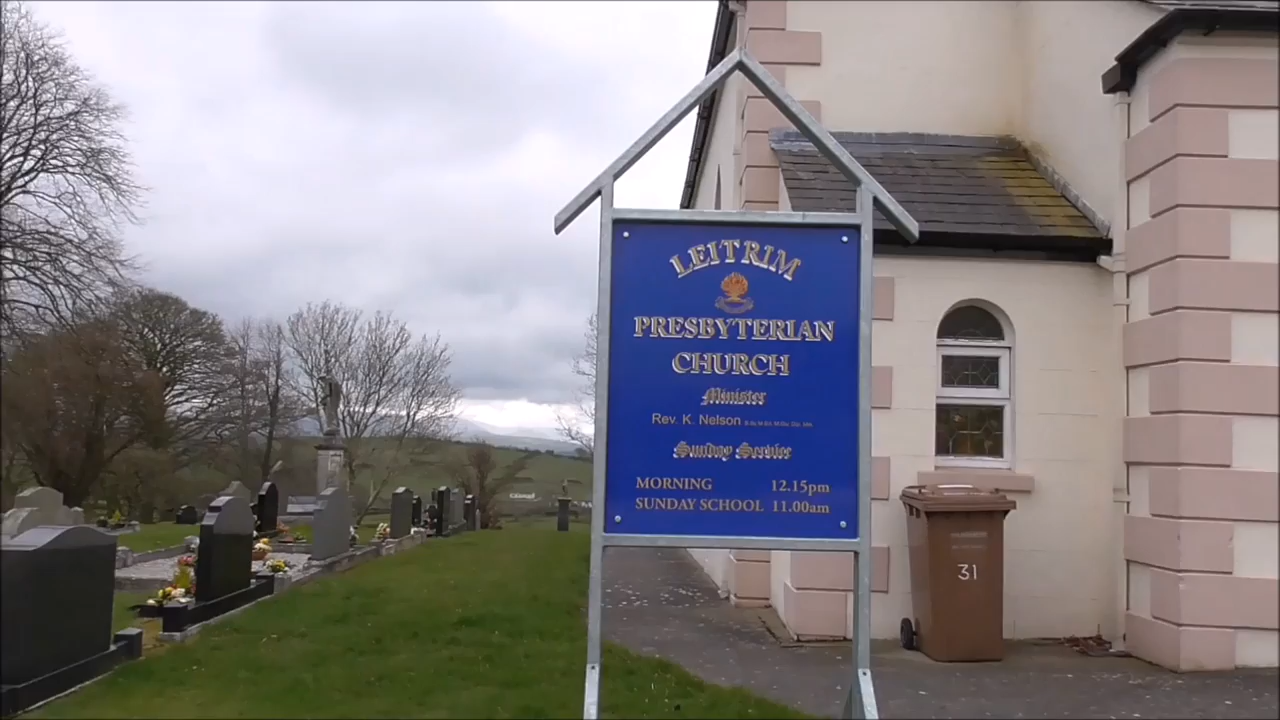 LEITRIM
PRESBYTERIAN
CHURCH
Minister
Rev. K. Nelson
Sunday Service
MORNING 12.15pm
SUNDAY SCHOOL 11.00am
31